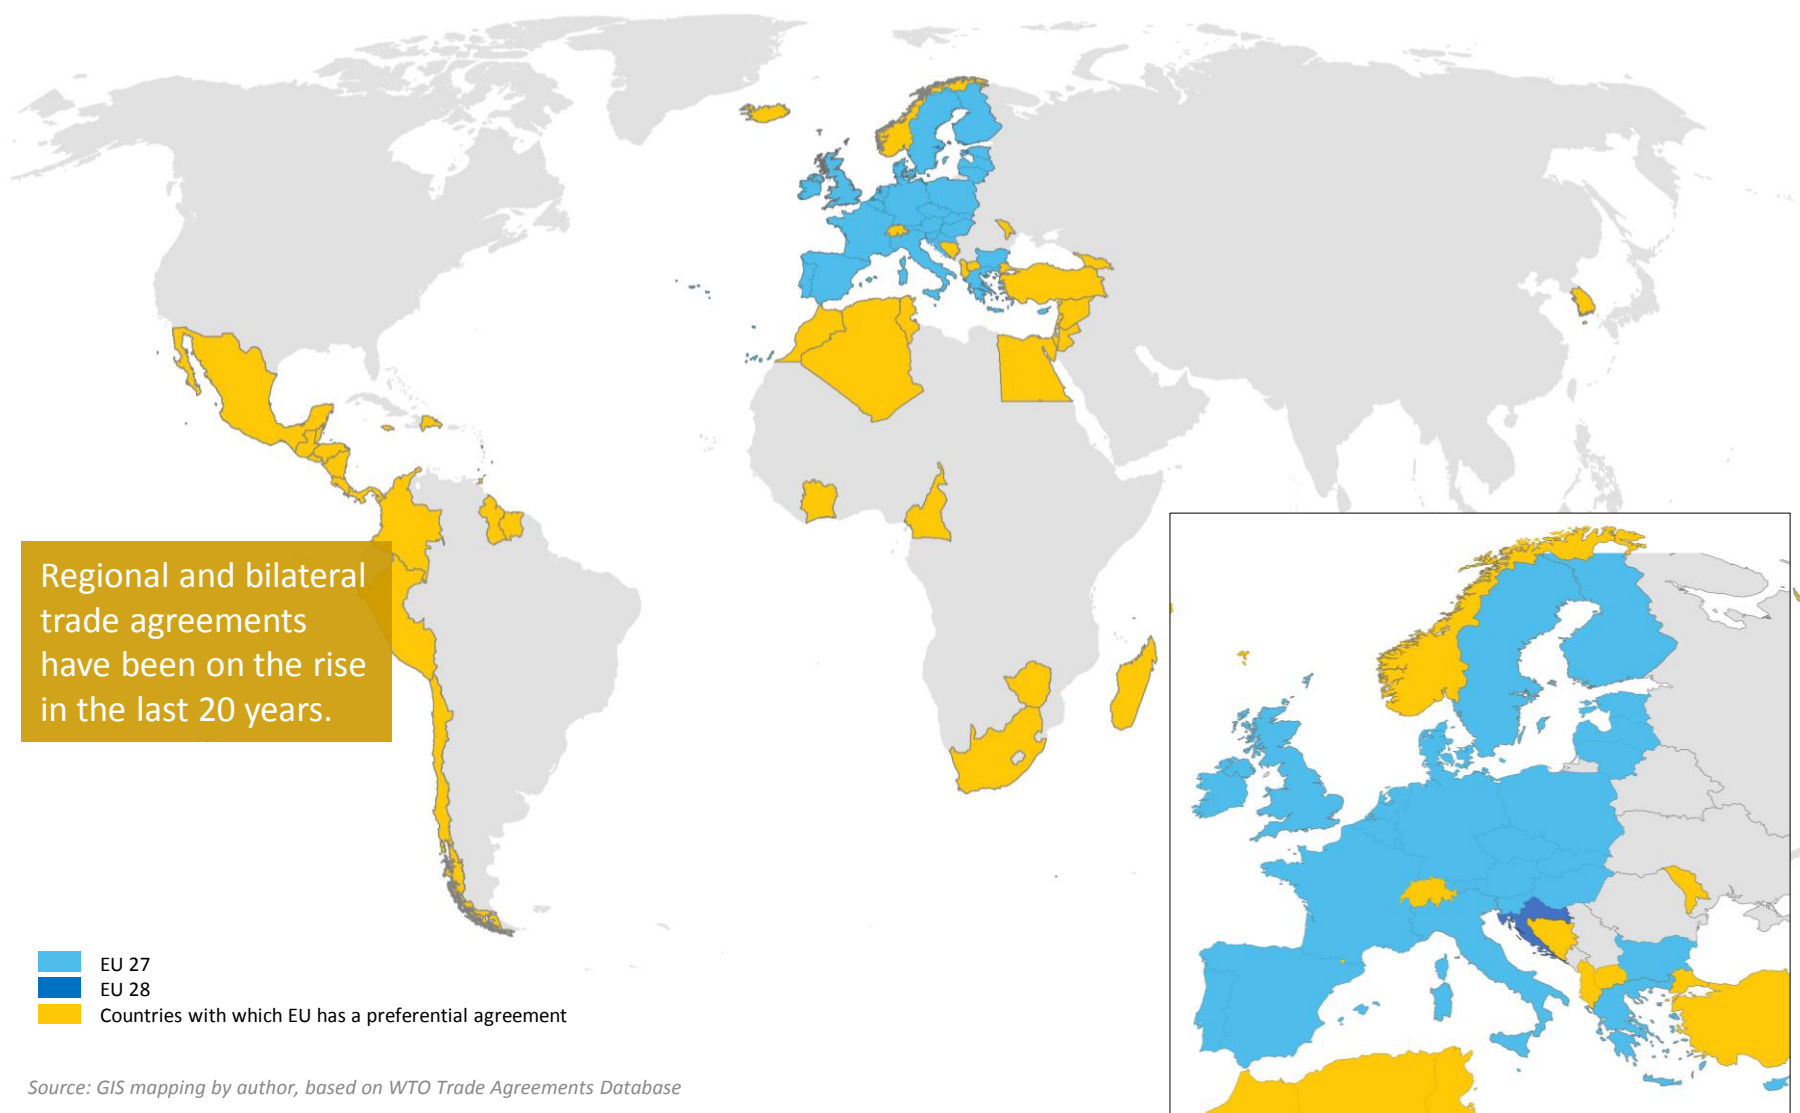 Regional and bilateral
trade agreements
have been on the rise
in the last 20 years.
EU 27
EU 28
Countries with which EU has a preferential agreement
Source: GIS mapping by author, based on WTO Trade Agreements Database